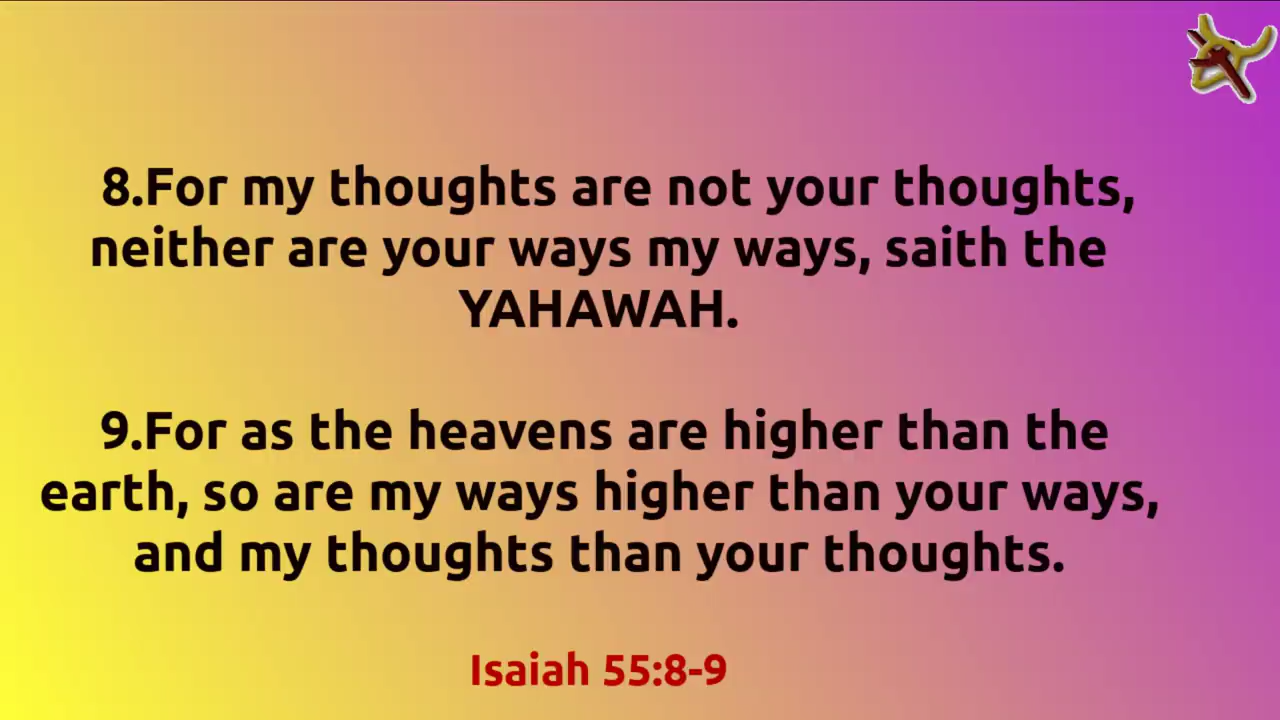 8.For my thoughts are not your thoughts,
neither are your ways my ways, saith the
YAHAWAH.
9.For as the heavens are higher than the
earth, so are my ways higher than your ways,
and my thoughts than your thoughts.
Isaiah 55:8-9